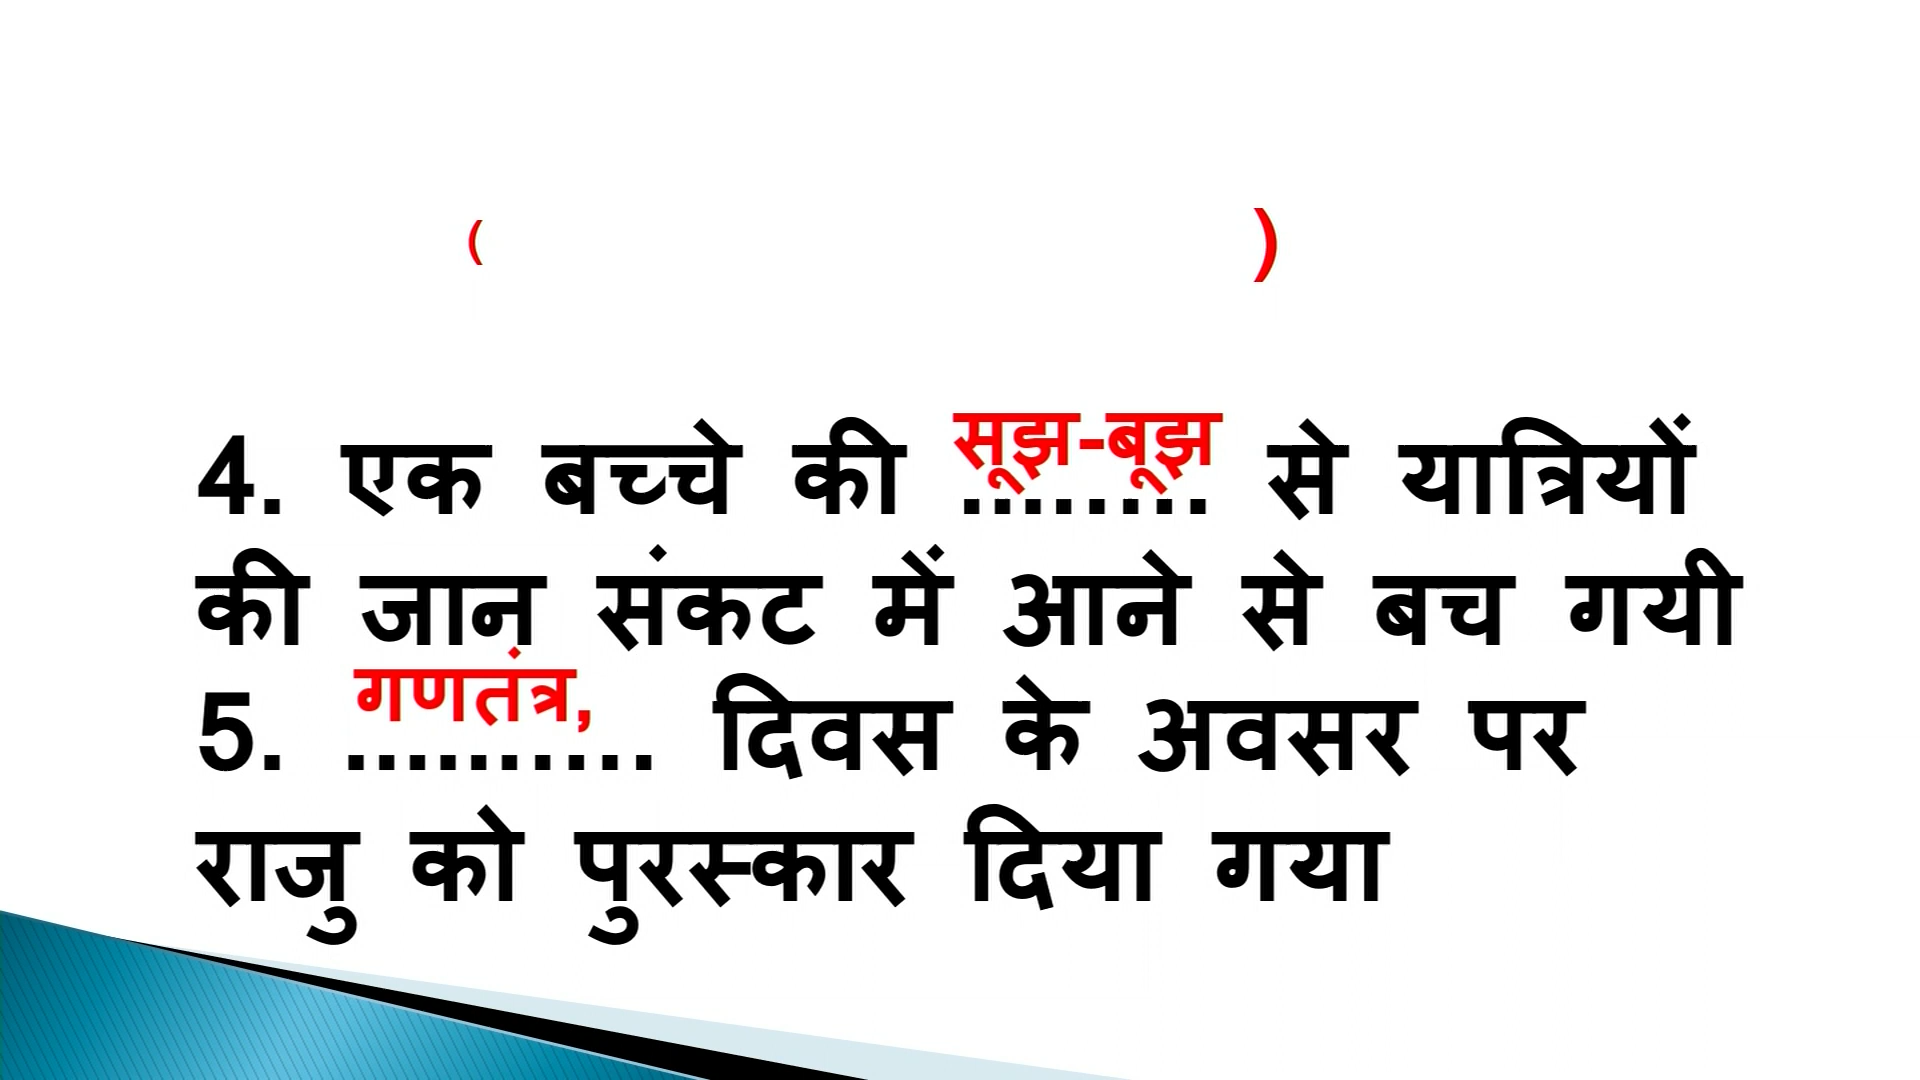 ( )
4. एक बच्चे की सूझ-बूझ ........ से यात्रियों
की जान संकट में आने से बच गयी
5. गणतंत्र, .......... दिवस के अवसर पर
राजु को पुरस्कार दिया गया